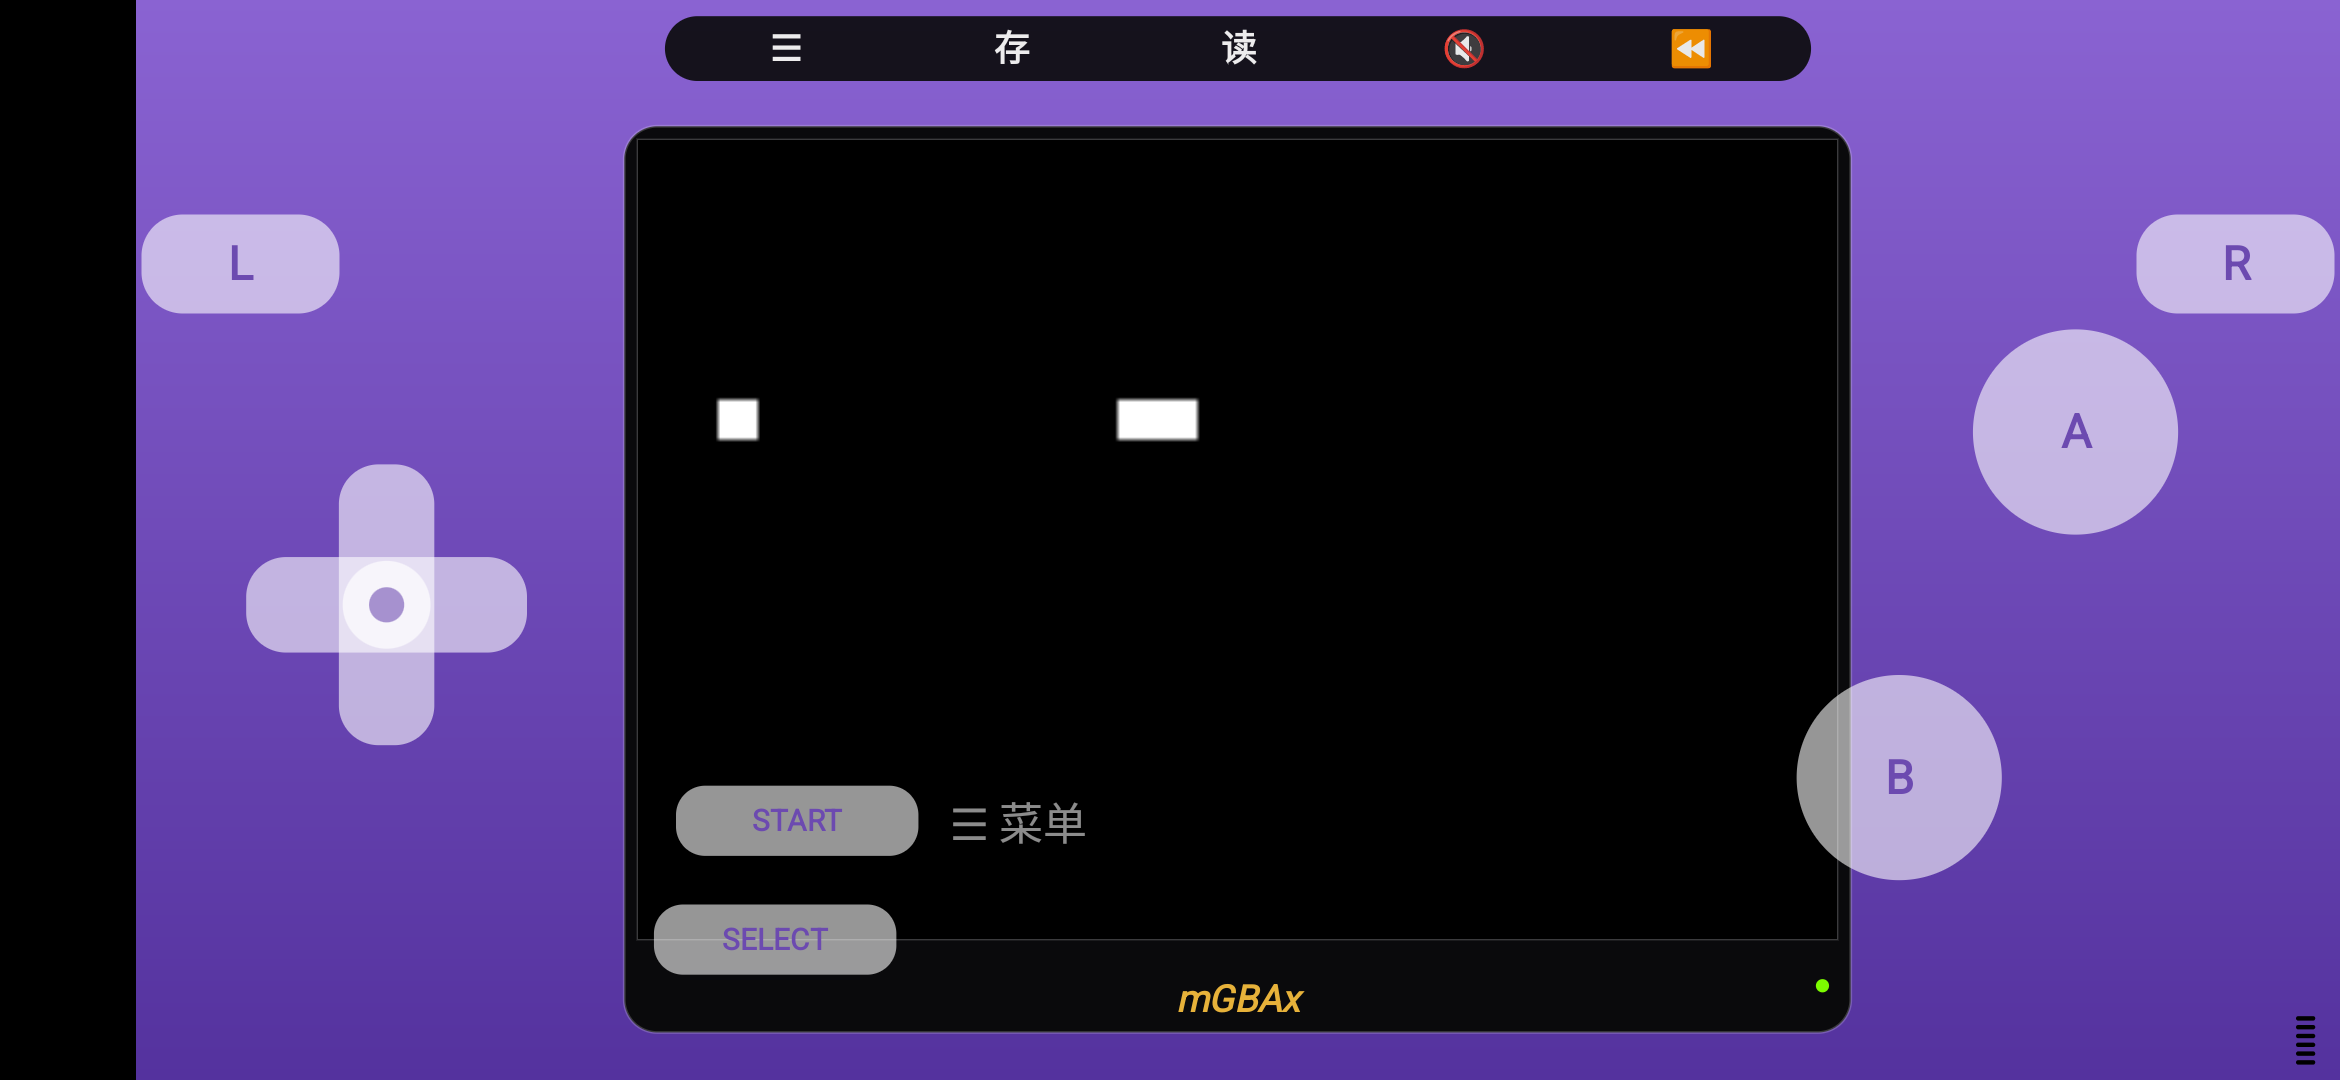 ☰ 存 读
L
R
A
B
START ☰ 菜单
SELECT
mGBAx